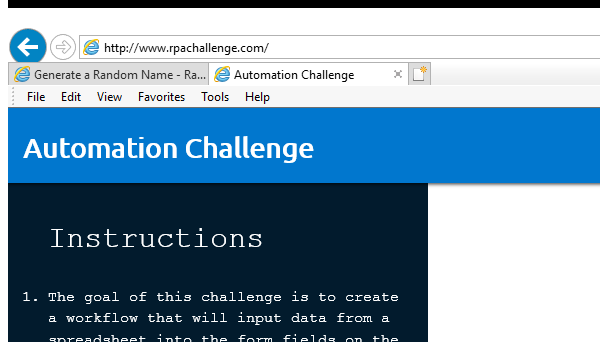 http://www.rpachallenge.com/
Generate a Random Name - Ra... Automation Challenge
File Edit View Favorites Tools Help
Automation Challenge
Instructions
1. The goal of this challenge is to create
a workflow that will input data from a
spreadsheet into the form fields on the